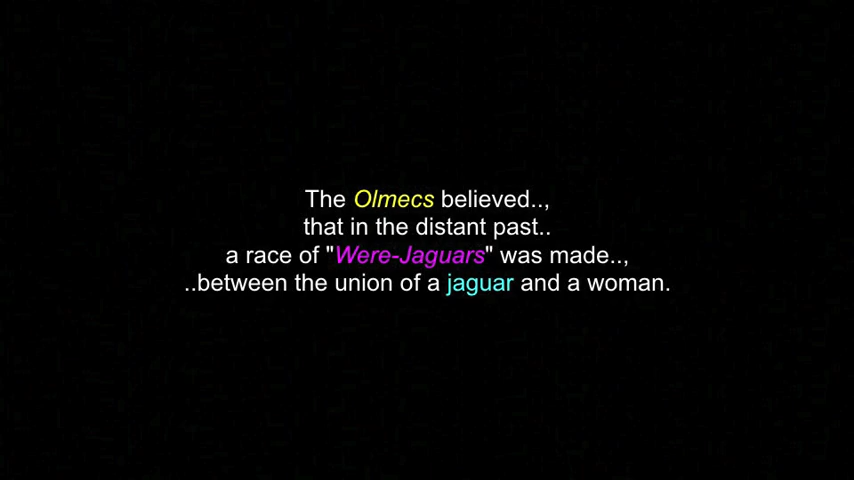 The Olmecs believed..,
that in the distant past..
a race of "Were-Jaguars" was made..,
..between the union of a jaguar and a woman.